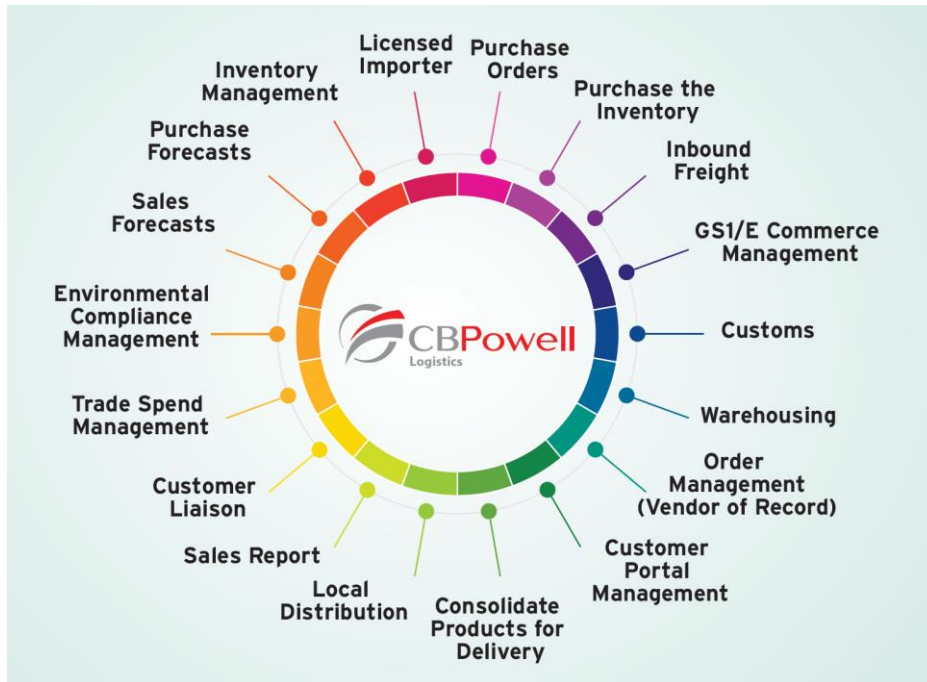 Licensed
Importer
Purchase
Orders
Purchase the
Inventory
Inbound
Freight
GS1/E Commerce
Management
Customs
Warehousing
Order
Management
(Vendor of Record)
Customer
Portal
Management
Consolidate
Products for
Delivery
Local
Distribution
Sales Report
Customer
Liaison
Trade Spend
Management
Environmental
Compliance
Management
Sales
Forecasts
Purchase
Forecasts
Inventory
Management
CBPowell
Logistics